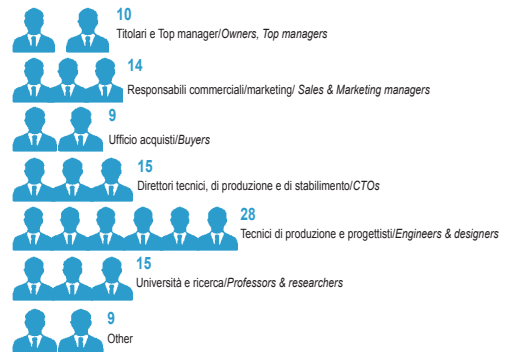 10
Titolari e Top manager/Owners, Top managers
14
Responsabili commerciali/marketing/ Sales & Marketing managers
9
Ufficio acquisti/Buyers
15
Direttori tecnici, di produzione e di stabilimento/CTOs
28
Tecnici di produzione e progettisti/Engineers & designers
15
Università e ricerca/Professors & researchers
9
Other